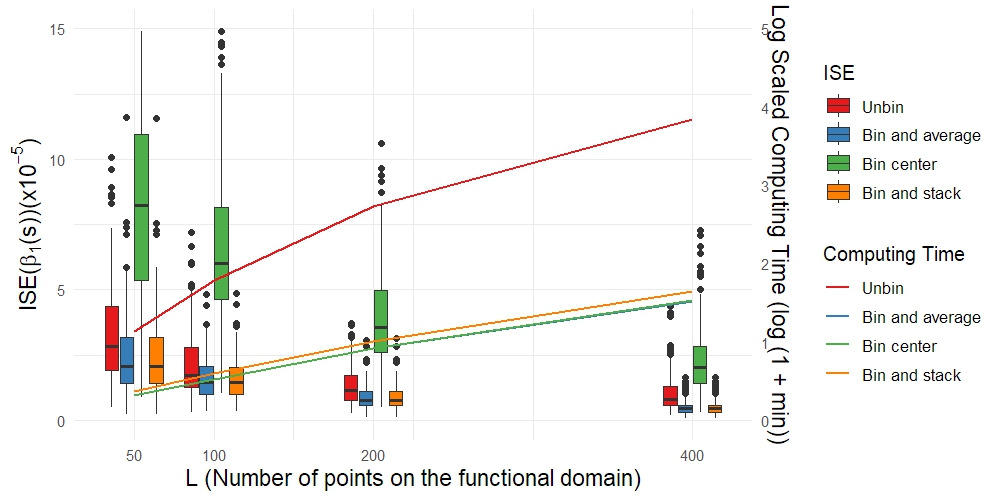 ISE(β₁(s))(x10⁻⁵)
15
10
5
0
50
100
200
400
L (Number of points on the functional domain)
5
4
3
2
1
0
Log Scaled Computing Time (log (1 + min))
ISE
Unbin
Bin and average
Bin center
Bin and stack
Computing Time
Unbin
Bin and average
Bin center
Bin and stack